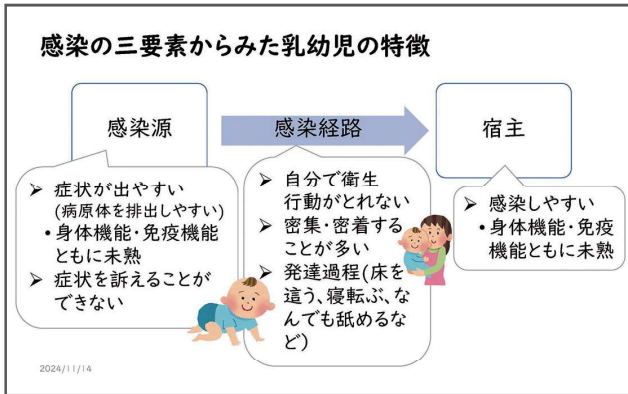 感染の三要素からみた乳幼児の特徴
感染源
感染経路
宿主
➢ 症状が出やすい
(病原体を排出しやすい)
•身体機能・免疫機能
ともに未熟
➢ 症状を訴えることが
できない
➢ 自分で衛生
行動がとれない
➢ 密集・密着する
ことが多い
➢ 発達過程(床を
這う、寝転ぶ、な
んでも舐めるな
ど)
➢ 感染しやすい
•身体機能・免疫
機能ともに未熟
2024/11/14